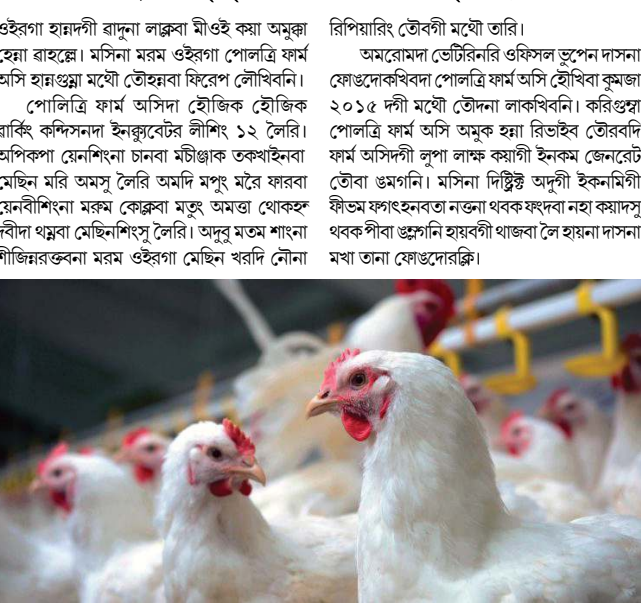 ওইরগা হান্নদগী ৱাদুনা লাক্লবা মীওই কয়া অমুক্কা
হেন্না ৱাহল্লে। মসিনা মরম ওইরগা পোলত্রি ফার্ম
অসি হান্নগুম্না মথৌ তৌহন্নবা ফিরেপ লৌখিবনি।
পোলিত্রি ফার্ম অসিদা হৌজিক হৌজিক
ৱার্কিং কন্দিসনদা ইনক্যুবেটর লীশিং ১২ লৈরি।
অপিকপা য়েনশিংনা চানবা মচীঞ্জাক তকখাইনবা
মেছিন মরি অমসু লৈরি অমদি মপুং মরৈ ফারবা
য়েনবীশিংনা মরুম কোক্লবা মতুং অমত্তা থোকহন
দবীদা থম্নবা মেছিনশিংসু লৈরি। অদুবু মতম শাংনা
শীজিন্নরক্তবনা মরম ওইরগা মেছিন খরদি নৌনা
রিপিয়ারিং তৌবগী মথৌ তারি।
অমরোমদা ভেটিরিনরি ওফিসল ভুপেন দাসনা
ফোঙদোকখিবদা পোলত্রি ফার্ম অসি হৌখিবা কুমজা
২০১৫ দগী মথৌ তৌদনা লাকখিবনি। করিগুম্বা
পোলত্রি ফার্ম অসি অমুক হন্না রিভাইব তৌরবদি
ফার্ম অসিদগী লুপা লাক্ষ কয়াগী ইনকম জেনরেট
তৌবা ঙমগনি। মসিনা দিষ্ট্রিক্ট অদুগী ইকনমিগী
ফীভম ফগৎহনবতা নত্তনা থবক ফংদবা নহা কয়াদসু
থবক পীবা ঙম্লগনি হায়বগী থাজবা লৈ হায়না দাসনা
মখা তানা ফোঙদোরক্লি।